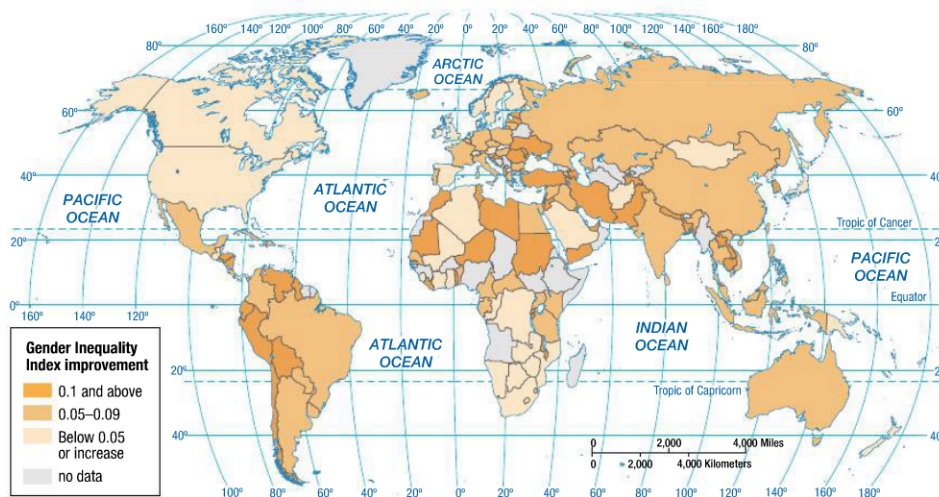 160° 140° 120° 100° 80° 60° 40° 20° 0° 20° 40° 60° 80° 100° 120° 140° 160°
80° 80°
ARCTIC
OCEAN
60° 60°
40° 40
PACIFIC
OCEAN
ATLANTIC
OCEAN
Tropic of Cancer
20° 20°
PACIFIC
OCEAN
Equator
0° 0°
160° 140° 120°
INDIAN
OCEAN
ATLANTIC
OCEAN
20° 20°
Tropic of Capricorn
40° 40°
Gender Inequality
Index improvement
0.1 and above
0.05–0.09
Below 0.05
or increase
no data
0 2,000 4,000 Miles
0 2,000 4,000 Kilometers
100° 80° 60° 40° 20° 0° 20° 40° 60° 80° 100° 120° 140° 160° 180°